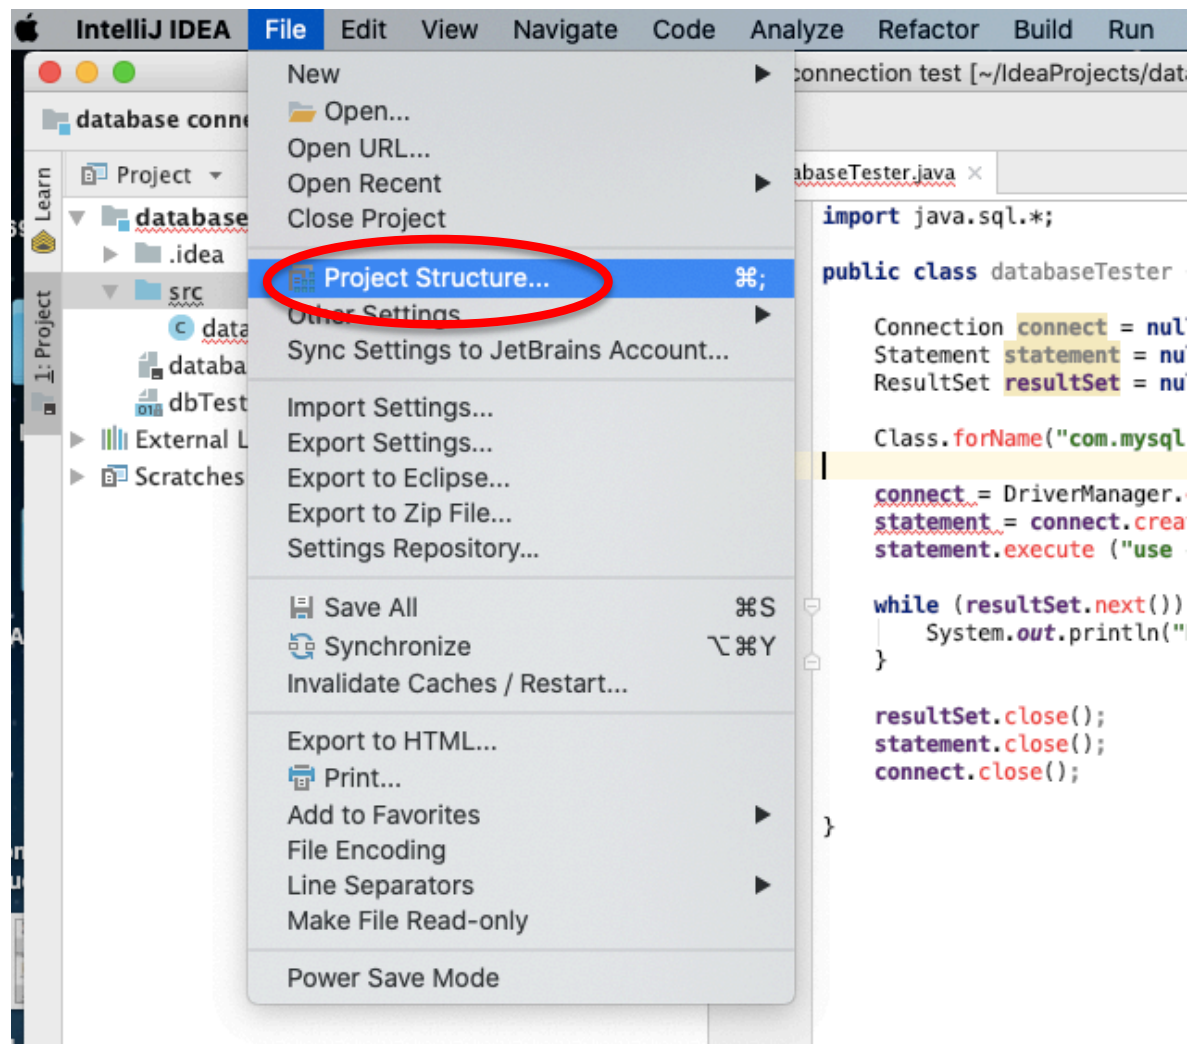 IntelliJ IDEA File Edit View Navigate Code Analyze Refactor Build Run
connection test [~/IdeaProjects/dat
database conne
Learn
1: Project
Project
database
.idea
src
data
databa
dbTest
External L
Scratches
New
Open...
Open URL...
Open Recent
Close Project
Project Structure... ⌘;
Other Settings
Sync Settings to JetBrains Account...
Import Settings...
Export Settings...
Export to Eclipse...
Export to Zip File...
Settings Repository...
Save All ⌘S
Synchronize ⌥⌘Y
Invalidate Caches / Restart...
Export to HTML...
Print...
Add to Favorites
File Encoding
Line Separators
Make File Read-only
Power Save Mode
abaseTester.java
import java.sql.*;
public class databaseTester
Connection connect = null
Statement statement = nu
ResultSet resultSet = nu
Class.forName("com.mysql
connect = DriverManager.
statement = connect.crea
statement.execute ("use
while (resultSet.next())
System.out.println("
}
resultSet.close();
statement.close();
connect.close();
}